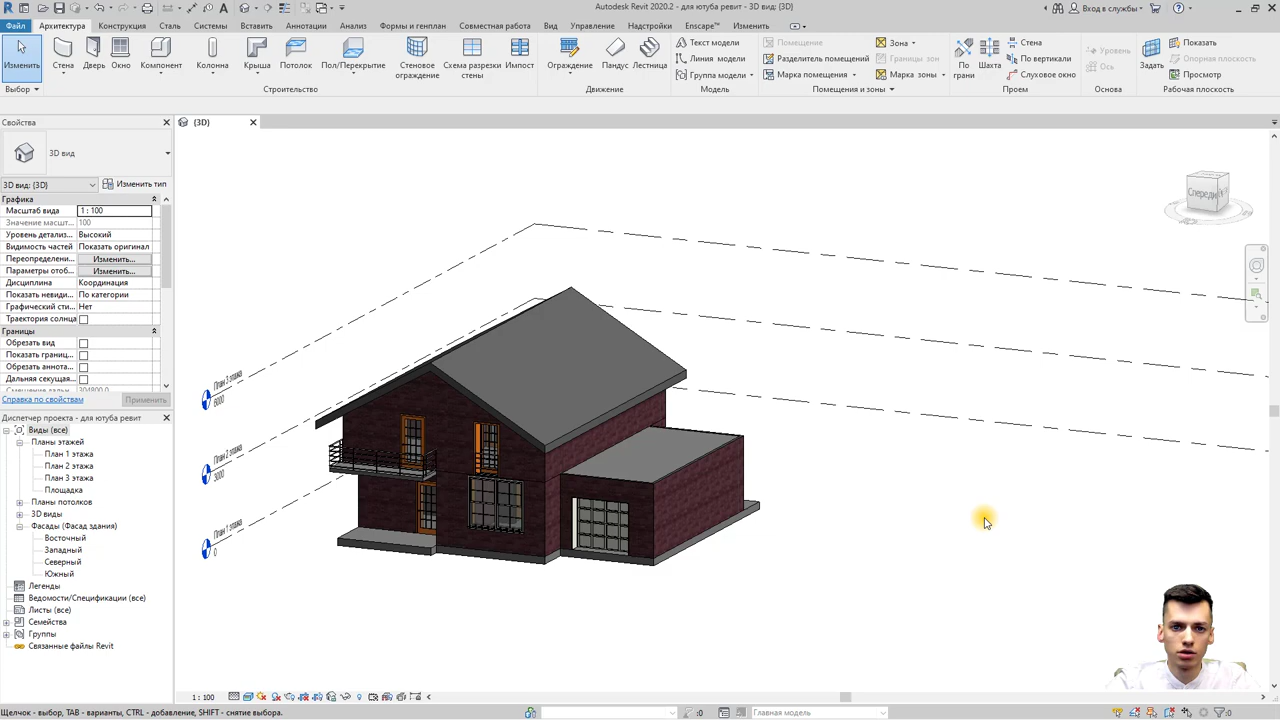 Autodesk Revit 2020.2 - для ютуба ревит - 3D вид: {3D}
Вход в службы
Файл Архитектура Конструкция Сталь Системы Вставить Аннотации Анализ Формы и генплан Совместная работа Вид Управление Надстройки Enscape™ Изменить
Изменить
Стена
Дверь
Окно
Компонент
Колонна
Крыша
Потолок
Пол/Перекрытие
Стеновое
ограждение
Схема разрезки
стены
Импост
Ограждение
Пандус
Лестница
Текст модели
Линия модели
Группа модели
Помещение
Разделитель помещений
Марка помещения
Зона
Границы зон
Марка зоны
По
грани
Шахта
Стена
По вертикали
Слуховое окно
Уровень
Ось
Задать
Показать
Опорная плоскость
Просмотр
Выбор
Строительство
Движение
Модель
Помещения и зоны
Проем
Основа
Рабочая плоскость
Свойства
{3D}
3D вид
3D вид: {3D}
Изменить тип
Графика
Масштаб вида 1 : 100
Значение масшт... 100
Уровень детализ... Высокий
Видимость частей Показать оригинал
Переопределени... Изменить...
Параметры отоб... Изменить...
Дисциплина Координация
Показать невиди... По категории
Графический сти... Нет
Траектория солнца
Границы
Обрезать вид
Показать границ...
Обрезать аннота...
Дальняя секущая...
Справка по свойствам
Применить
Диспетчер проекта - для ютуба ревит
Виды (все)
Планы этажей
План 1 этажа
План 2 этажа
План 3 этажа
Площадка
Планы потолков
3D виды
Фасады (Фасад здания)
Восточный
Западный
Северный
Южный
Легенды
Ведомости/Спецификации (все)
Листы (все)
Семейства
Группы
Связанные файлы Revit
План 3 этажа
6000
План 2 этажа
3000
План 1 этажа
0
Спереди
1 : 100
Щелчок - выбор, TAB - варианты, CTRL - добавление, SHIFT - снятие выбора.
:0
Главная модель
:0